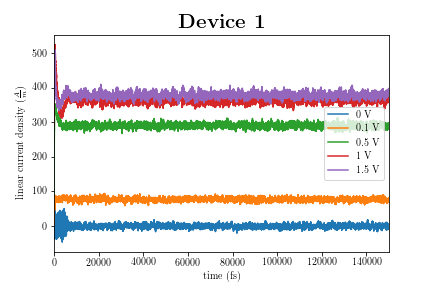 Device 1
linear current density (A/m)
500
400
300
200
100
0
0 V
0.1 V
0.5 V
1 V
1.5 V
0 20000 40000 60000 80000 100000 120000 140000
time (fs)